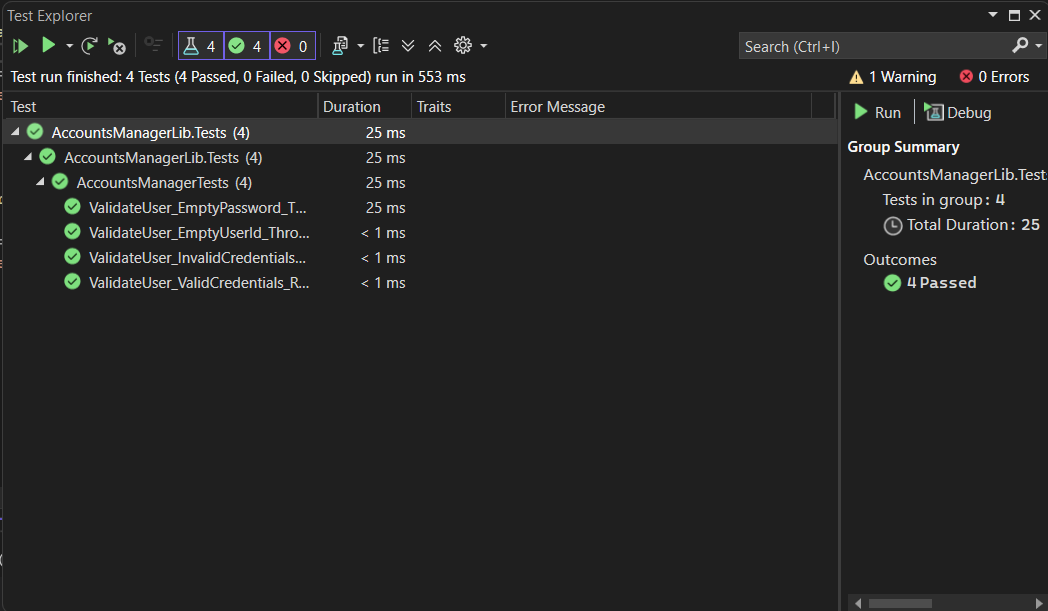 Test Explorer
4 4 0
Search (Ctrl+I)
Test run finished: 4 Tests (4 Passed, 0 Failed, 0 Skipped) run in 553 ms
1 Warning 0 Errors
Test Duration Traits Error Message
AccountsManagerLib.Tests (4) 25 ms
AccountsManagerLib.Tests (4) 25 ms
AccountsManagerTests (4) 25 ms
ValidateUser_EmptyPassword_T... 25 ms
ValidateUser_EmptyUserId_Thro... < 1 ms
ValidateUser_InvalidCredentials... < 1 ms
ValidateUser_ValidCredentials_R... < 1 ms
Run Debug
Group Summary
AccountsManagerLib.Test
Tests in group: 4
Total Duration: 25
Outcomes
4 Passed